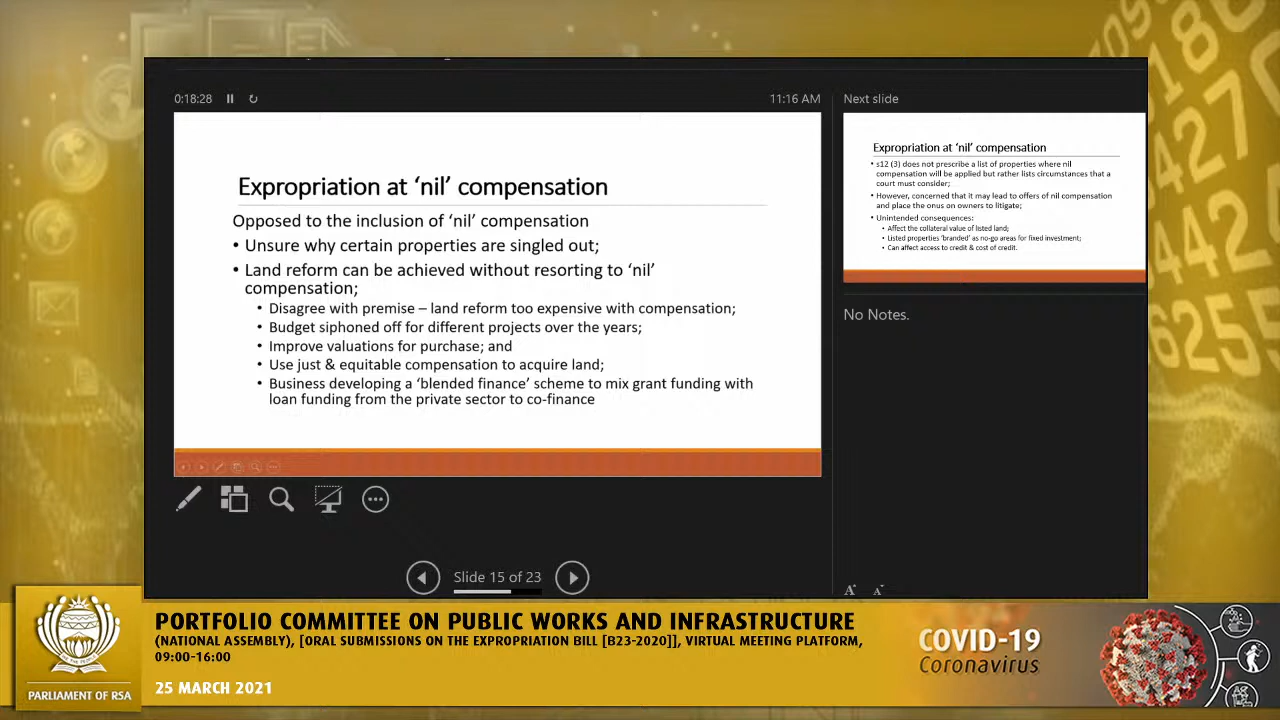 0:18:28
11:16 AM
Next slide
Expropriation at 'nil' compensation
Opposed to the inclusion of 'nil' compensation
• Unsure why certain properties are singled out;
• Land reform can be achieved without resorting to 'nil'
compensation;
• Disagree with premise – land reform too expensive with compensation;
• Budget siphoned off for different projects over the years;
• Improve valuations for purchase; and
• Use just & equitable compensation to acquire land;
• Business developing a 'blended finance' scheme to mix grant funding with
loan funding from the private sector to co-finance
Expropriation at 'nil' compensation
• s12 (3) does not prescribe a list of properties where nil
compensation will be applied but rather lists circumstances that a
court must consider;
• However, concerned that it may lead to offers of nil compensation
and place the onus on owners to litigate;
• Unintended consequences:
• Affect the collateral value of listed land;
• Listed properties 'branded' as no-go areas for fixed investment;
• Can affect access to credit & cost of credit.
No Notes.
Slide 15 of 23
A A
PARLIAMENT OF RSA
PORTFOLIO COMMITTEE ON PUBLIC WORKS AND INFRASTRUCTURE
(NATIONAL ASSEMBLY), [ORAL SUBMISSIONS ON THE EXPROPRIATION BILL [B23-2020]], VIRTUAL MEETING PLATFORM,
09:00-16:00
25 MARCH 2021
COVID-19
Coronavirus